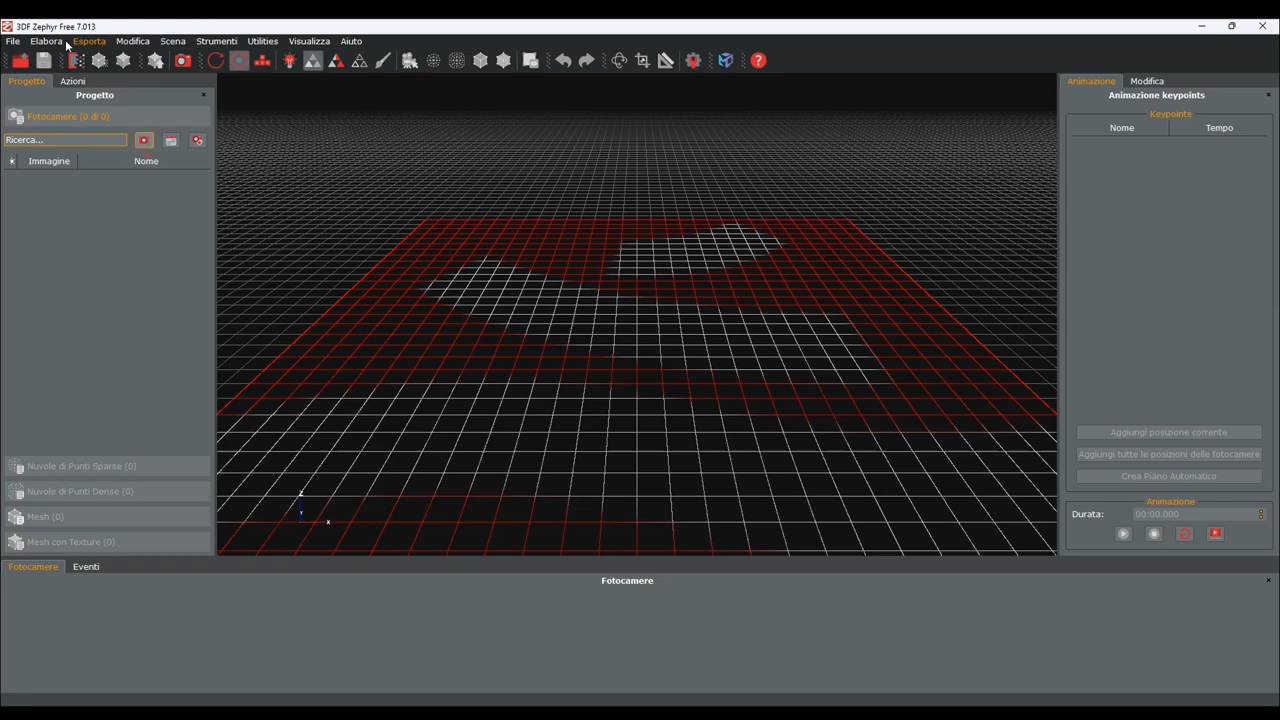 3DF Zephyr Free 7.013
File Elabora Esporta Modifica Scena Strumenti Utilities Visualizza Aiuto
Progetto Azioni
Progetto
Fotocamere (0 di 0)
Ricerca...
Immagine Nome
Nuvole di Punti Sparse (0)
Nuvole di Punti Dense (0)
Mesh (0)
Mesh con Texture (0)
Z
Y
X
Animazione Modifica
Animazione keypoints
Keypoints
Nome Tempo
Aggiungi posizione corrente
Aggiungi tutte le posizioni delle fotocamere
Crea Piano Automatico
Animazione
Durata: 00:00.000
Fotocamere Eventi
Fotocamere